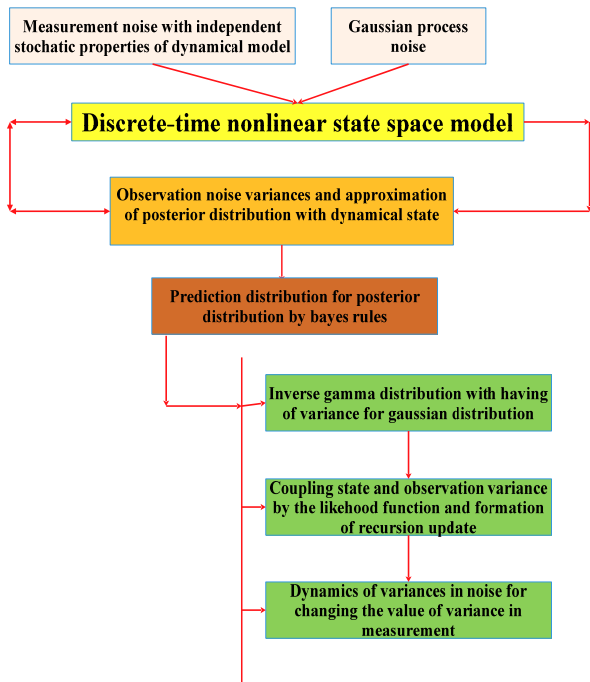 Measurement noise with independent
stochatic properties of dynamical model
Gaussian process
noise
Discrete-time nonlinear state space model
Observation noise variances and approximation
of posterior distribution with dynamical state
Prediction distribution for posterior
distribution by bayes rules
Inverse gamma distribution with having
of variance for gaussian distribution
Coupling state and observation variance
by the likehood function and formation
of recursion update
Dynamics of variances in noise for
changing the value of variance in
measurement